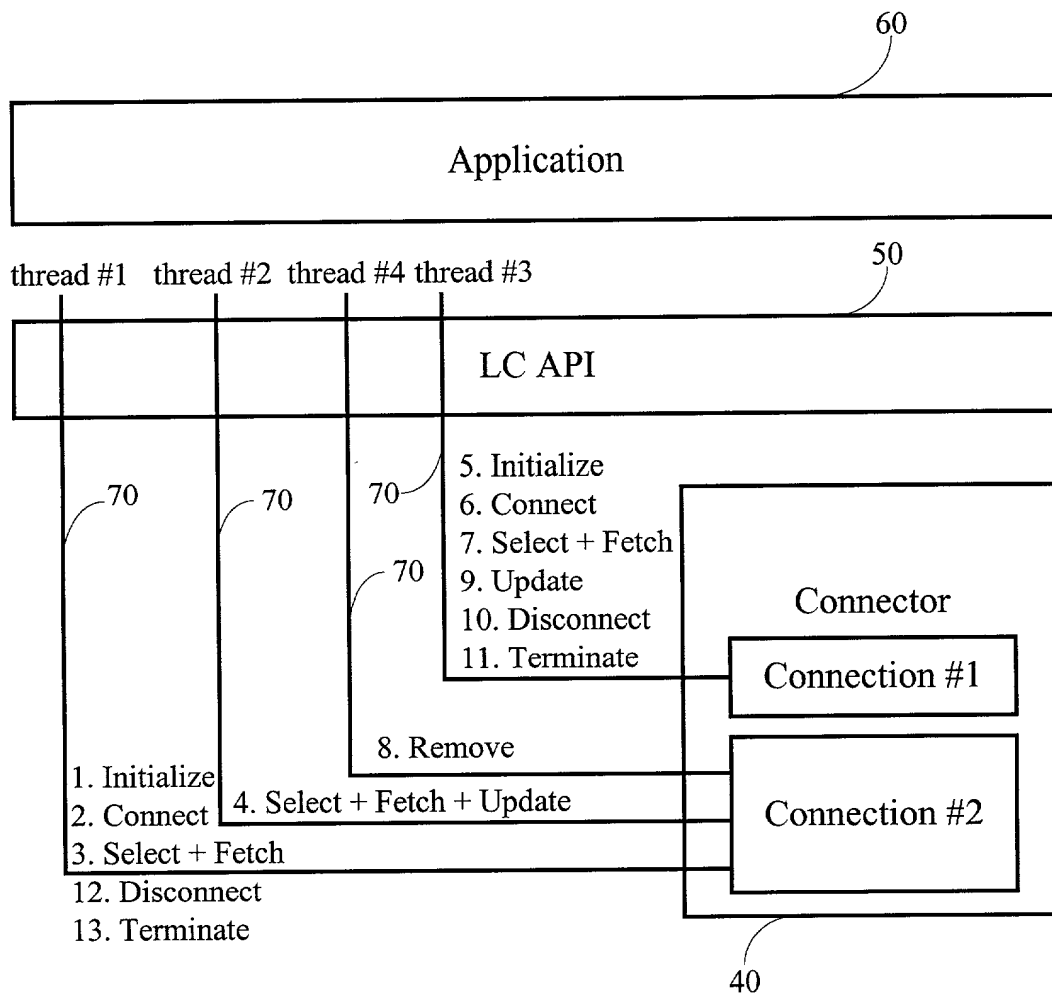 60
Application
50
thread #1 thread #2 thread #4 thread #3
LC API
70
70
70
70
5. Initialize
6. Connect
7. Select + Fetch
9. Update
10. Disconnect
11. Terminate
Connector
Connection #1
8. Remove
1. Initialize
2. Connect
3. Select + Fetch
12. Disconnect
13. Terminate
4. Select + Fetch + Update
Connection #2
40